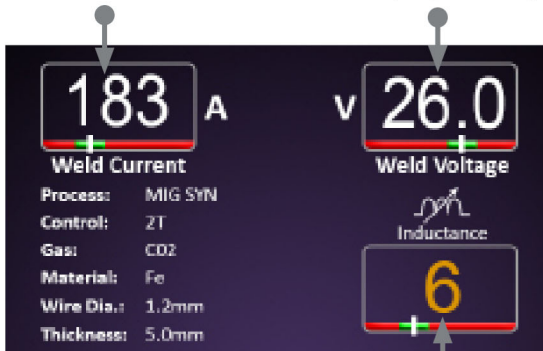 183 A
V 26.0
Weld Current
Weld Voltage
Process: MIG SYN
Control: 2T
Gas: CO2
Material: Fe
Wire Dia.: 1.2mm
Thickness: 5.0mm
Inductance
6